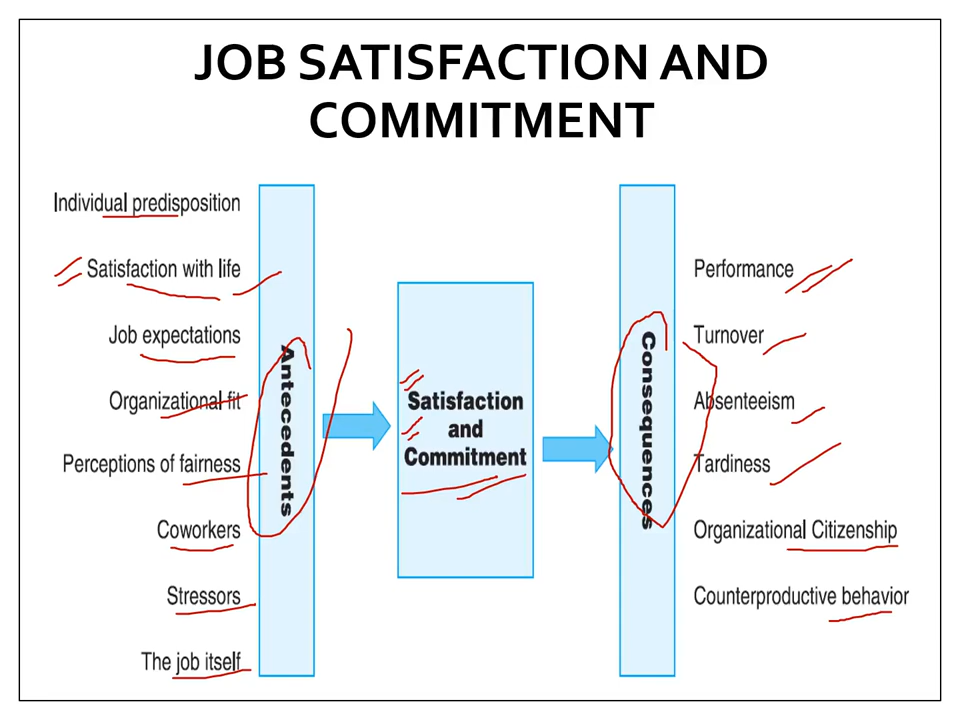 JOB SATISFACTION AND
COMMITMENT
Individual predisposition
Satisfaction with life
Job expectations
Organizational fit
Perceptions of fairness
Coworkers
Stressors
The job itself
Antecedents
Satisfaction
and
Commitment
Consequences
Performance
Turnover
Absenteeism
Tardiness
Organizational Citizenship
Counterproductive behavior